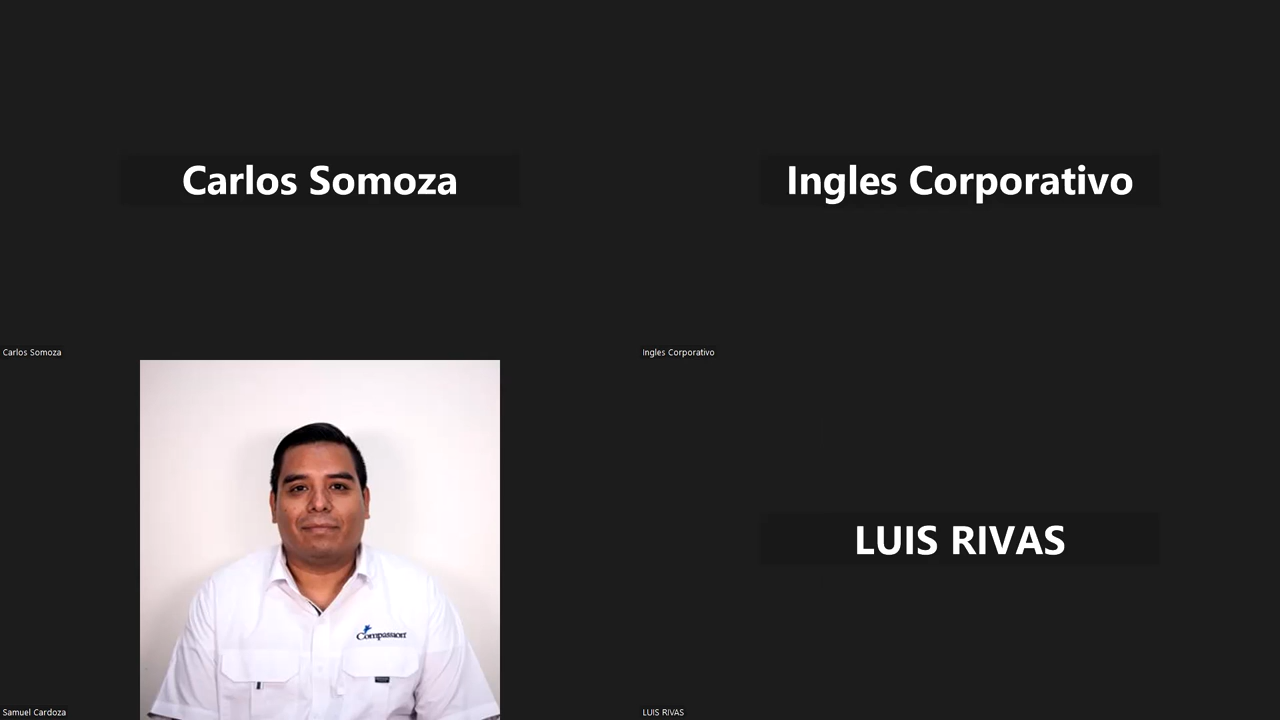 Carlos Somoza
Ingles Corporativo
Carlos Somoza
Ingles Corporativo
Compassion
LUIS RIVAS
Samuel Cardoza
LUIS RIVAS